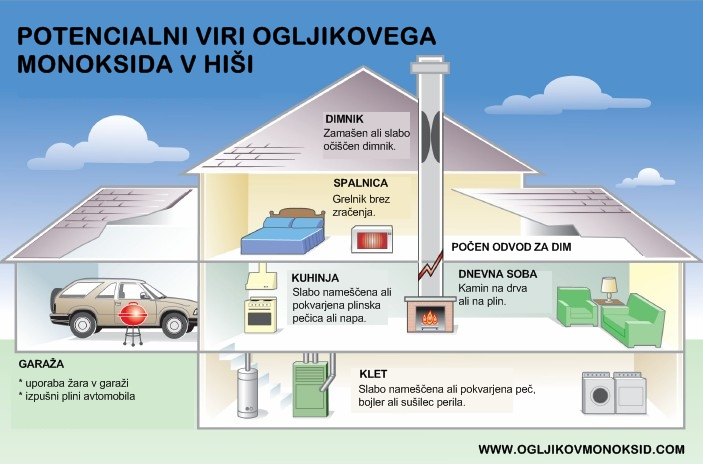 POTENCIALNI VIRI OGLJIKOVEGA
MONOKSIDA V HIŠI
DIMNIK
Zamašen ali slabo
očiščen dimnik.
SPALNICA
Grelnik brez
zračenja.
POČEN ODVOD ZA DIM
KUHINJA
Slabo nameščena ali
pokvarjena plinska
pečica ali napa.
DNEVNA SOBA
Kamin na drva
ali na plin.
GARAŽA
* uporaba žara v garaži
* izpušni plini avtomobila
KLET
Slabo nameščena ali pokvarjena peč,
bojler ali sušilec perila.
WWW.OGLJIKOVMONOKSID.COM